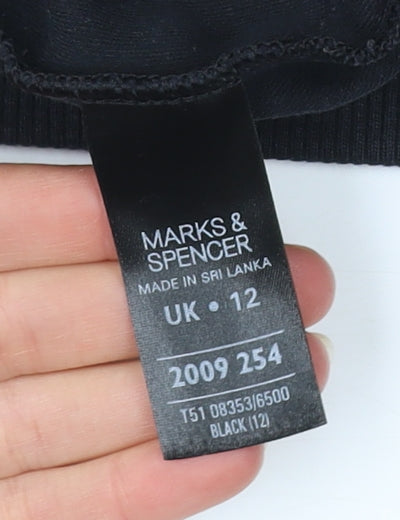 MARKS &
SPENCER
MADE IN SRI LANKA
UK • 12
2009 254
T51 08353/6500
BLACK (12)